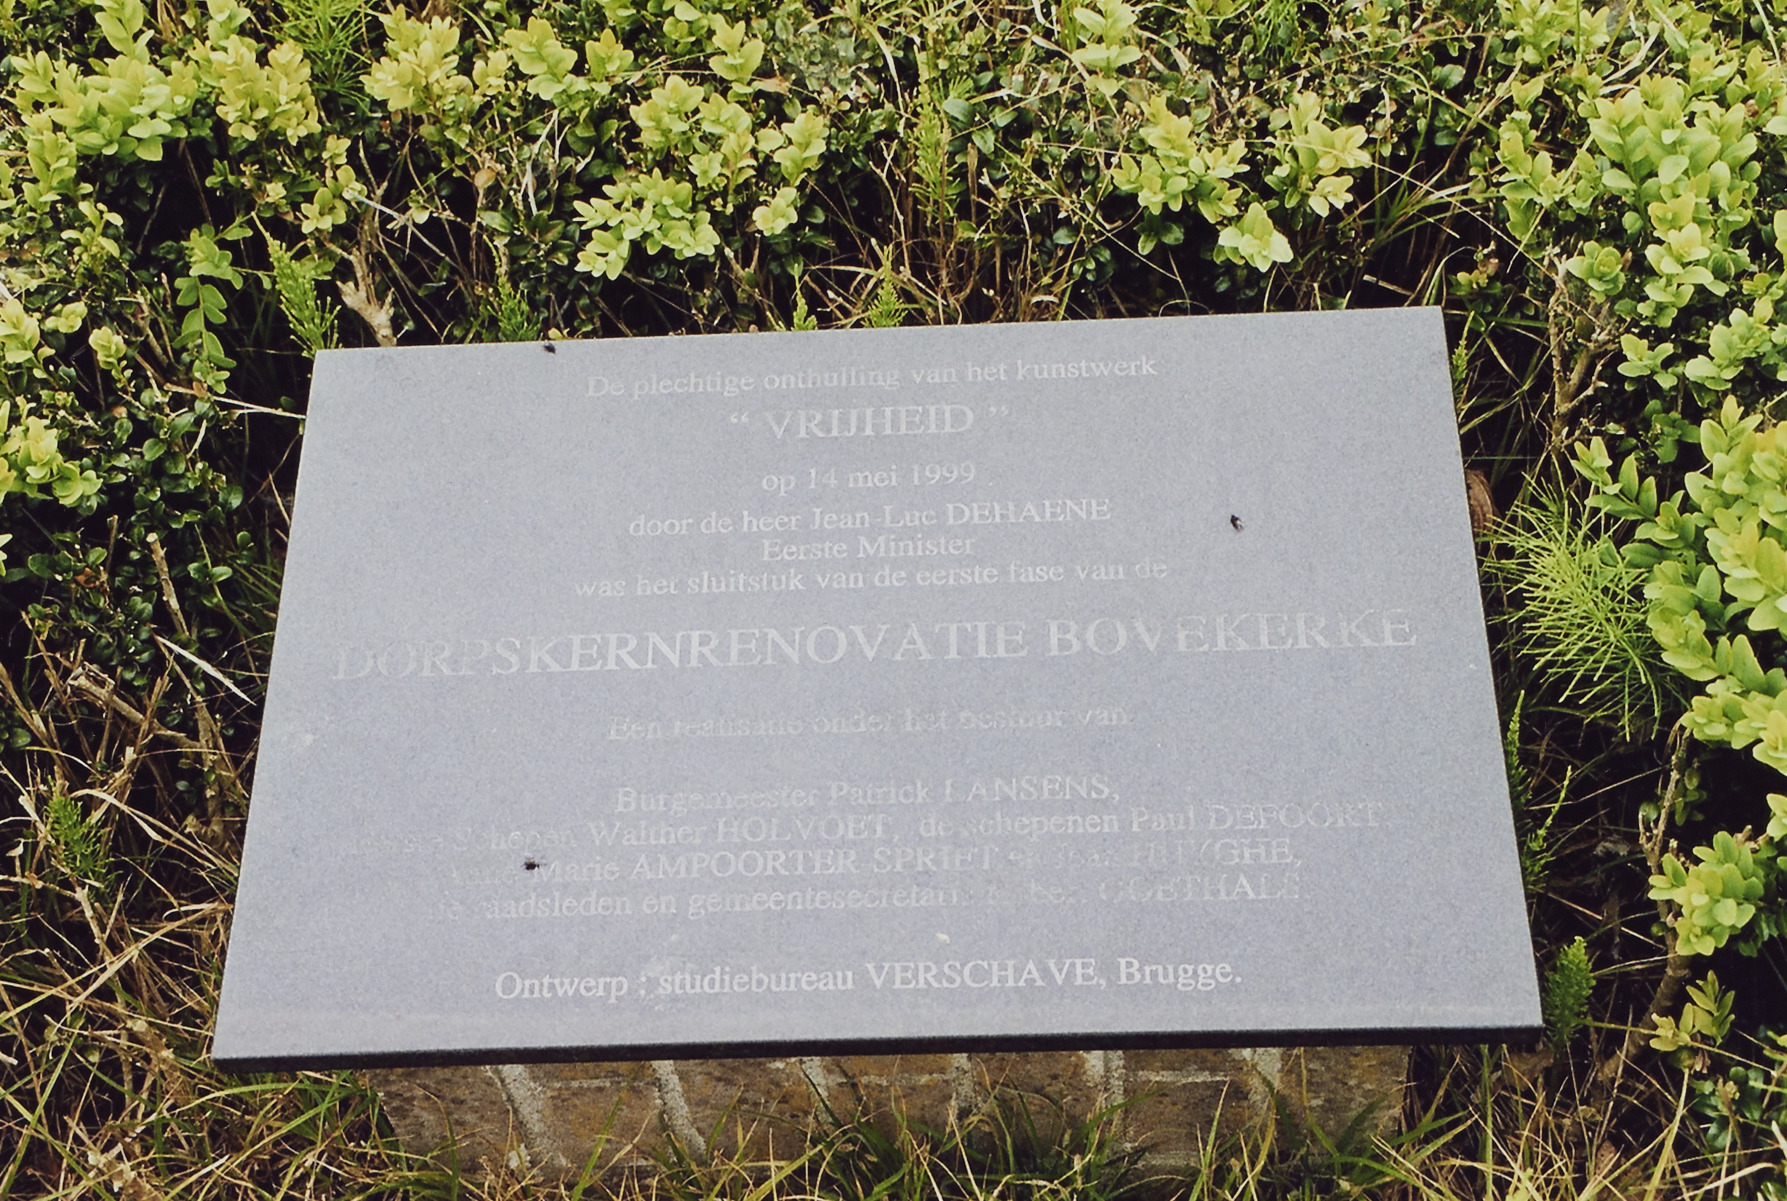 De plechtige onthulling van het kunstwerk
“ VRIJHEID ”
op 14 mei 1999
door de heer Jean-Luc DEHAENE
Eerste Minister
was het sluitstuk van de eerste fase van de
DORPSKERNRENOVATIE BOVEKERKE
Een realisatie onder het bestuur van
Burgemeester Patrick LANSENS,
Schepen Walther HOLVOET, de schepenen Paul DEPOORT,
Marie AMPOORTER SPRIET en
raadsleden en gemeentesecretaris GOETHALS.
Ontwerp ; studiebureau VERSCHAVE, Brugge.